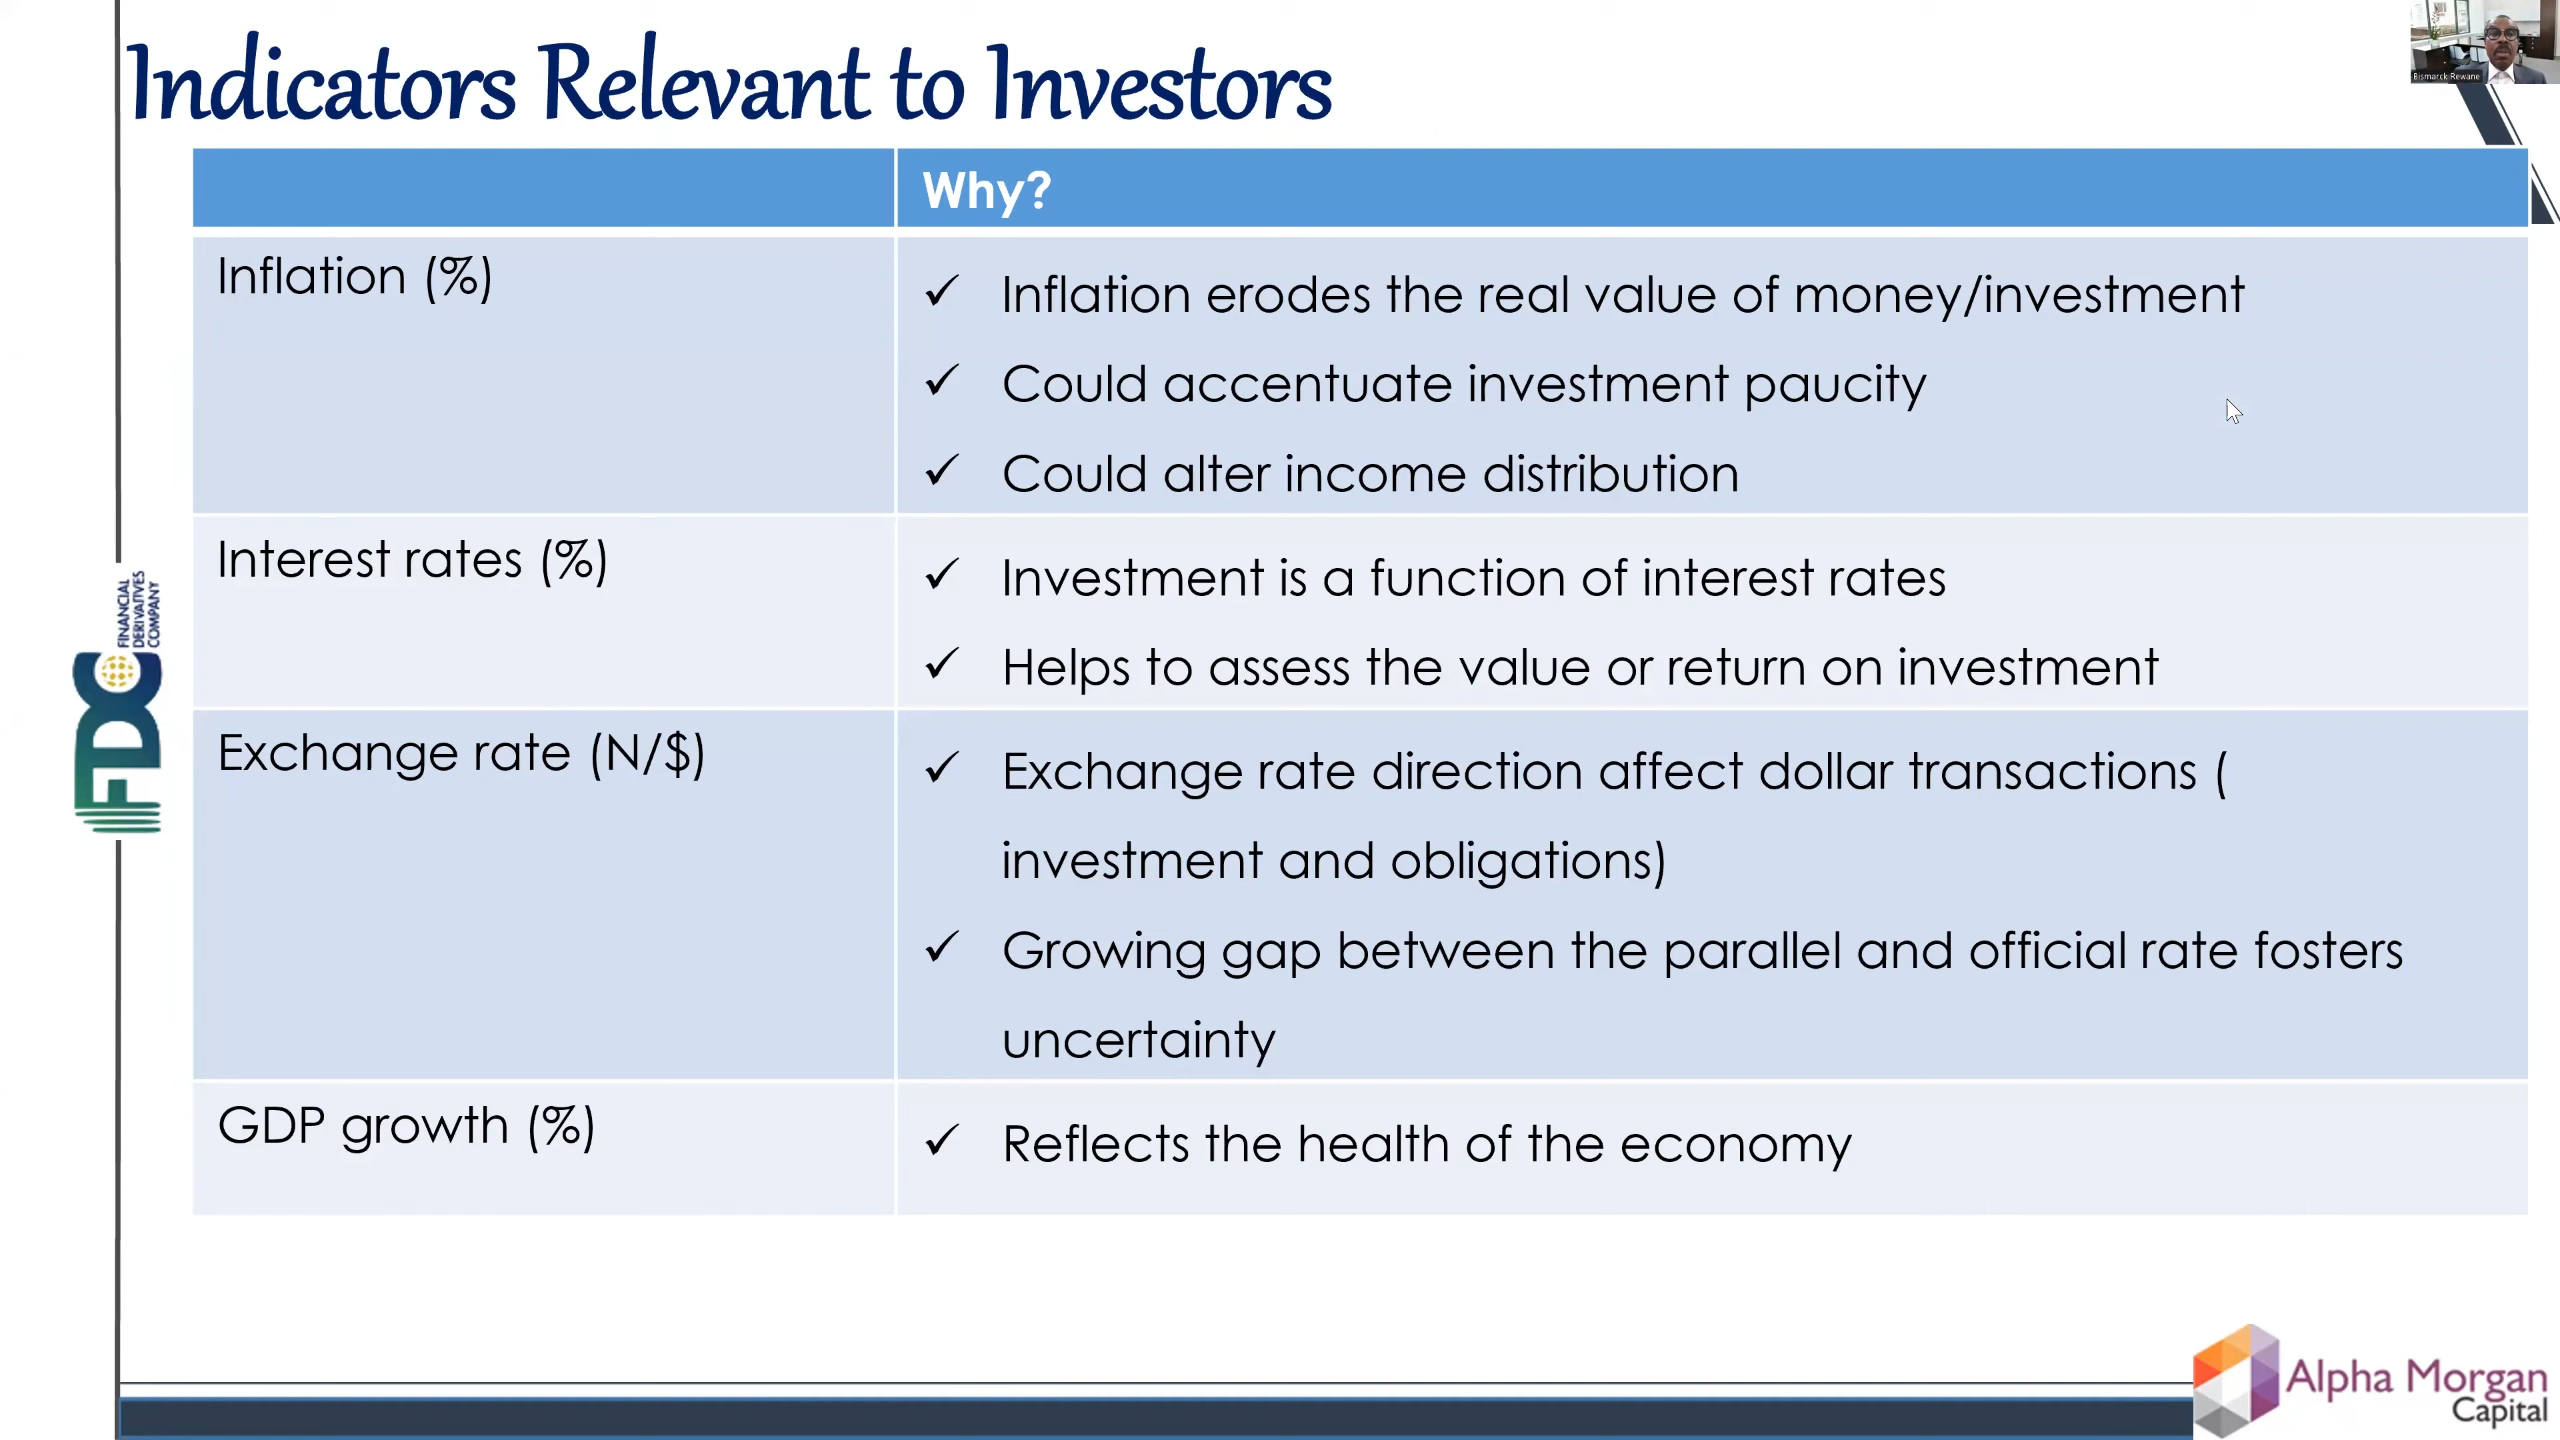 Indicators Relevant to Investors
Bismarck Rewane
Why?
Inflation (%)
✓ Inflation erodes the real value of money/investment
✓ Could accentuate investment paucity
✓ Could alter income distribution
Interest rates (%)
✓ Investment is a function of interest rates
✓ Helps to assess the value or return on investment
Exchange rate (N/$)
✓ Exchange rate direction affect dollar transactions (
investment and obligations)
✓ Growing gap between the parallel and official rate fosters
uncertainty
GDP growth (%)
✓ Reflects the health of the economy
FDC
FINANCIAL
DERIVATIVES
COMPANY
Alpha Morgan
Capital